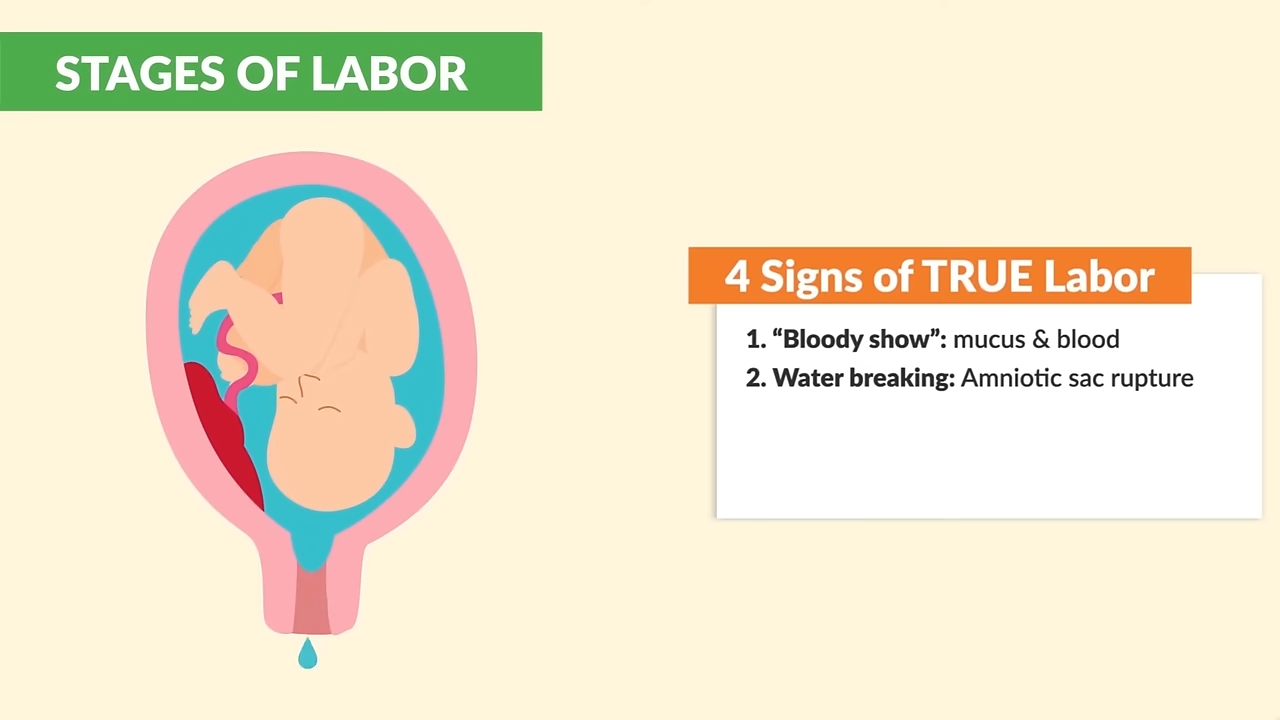 STAGES OF LABOR
4 Signs of TRUE Labor
1. “Bloody show”: mucus & blood
2. Water breaking: Amniotic sac rupture